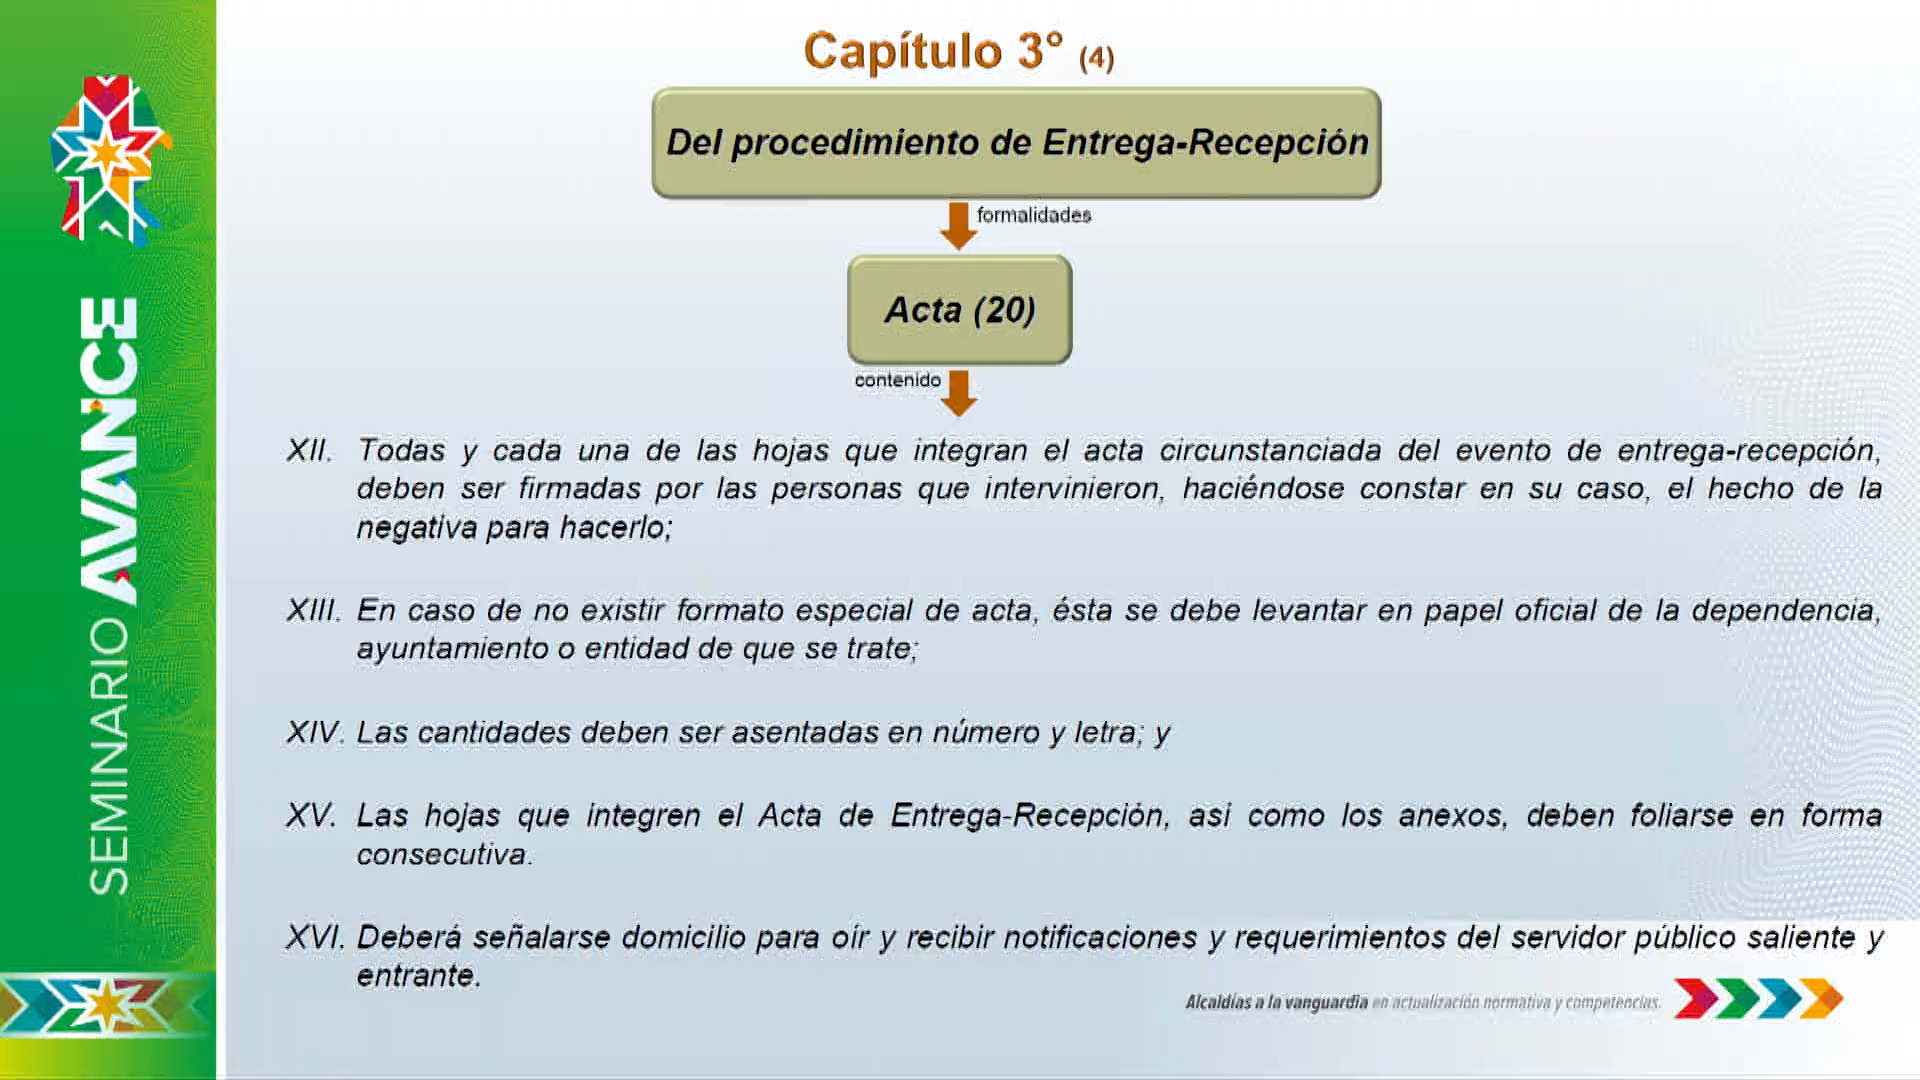 Capítulo 3° (4)
Del procedimiento de Entrega-Recepción
formalidades
Acta (20)
contenido
XII. Todas y cada una de las hojas que integran el acta circunstanciada del evento de entrega-recepción,
deben ser firmadas por las personas que intervinieron, haciéndose constar en su caso, el hecho de la
negativa para hacerlo;
XIII. En caso de no existir formato especial de acta, ésta se debe levantar en papel oficial de la dependencia,
ayuntamiento o entidad de que se trate;
XIV. Las cantidades deben ser asentadas en número y letra; y
XV. Las hojas que integren el Acta de Entrega-Recepción, asi como los anexos, deben foliarse en forma
consecutiva.
XVI. Deberá señalarse domicilio para oír y recibir notificaciones y requerimientos del servidor público saliente y
entrante.
Alcaldías a la vanguardia en actualización normativa y competencias.
SEMINARIO AVANCE